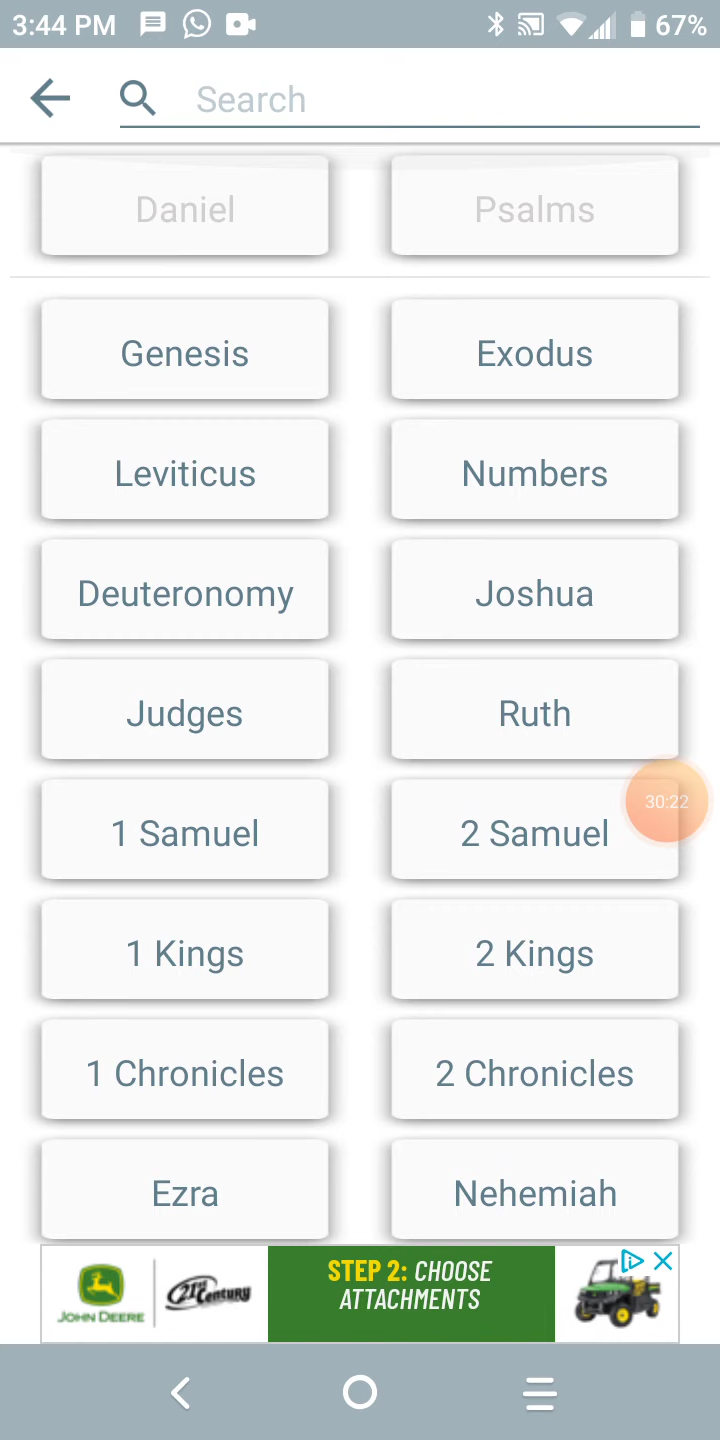 3:44 PM 67%
Search
Daniel Psalms
Genesis Exodus
Leviticus Numbers
Deuteronomy Joshua
Judges Ruth
30:22
1 Samuel 2 Samuel
1 Kings 2 Kings
1 Chronicles 2 Chronicles
Ezra Nehemiah
JOHN DEERE 21st Century STEP 2: CHOOSE
ATTACHMENTS